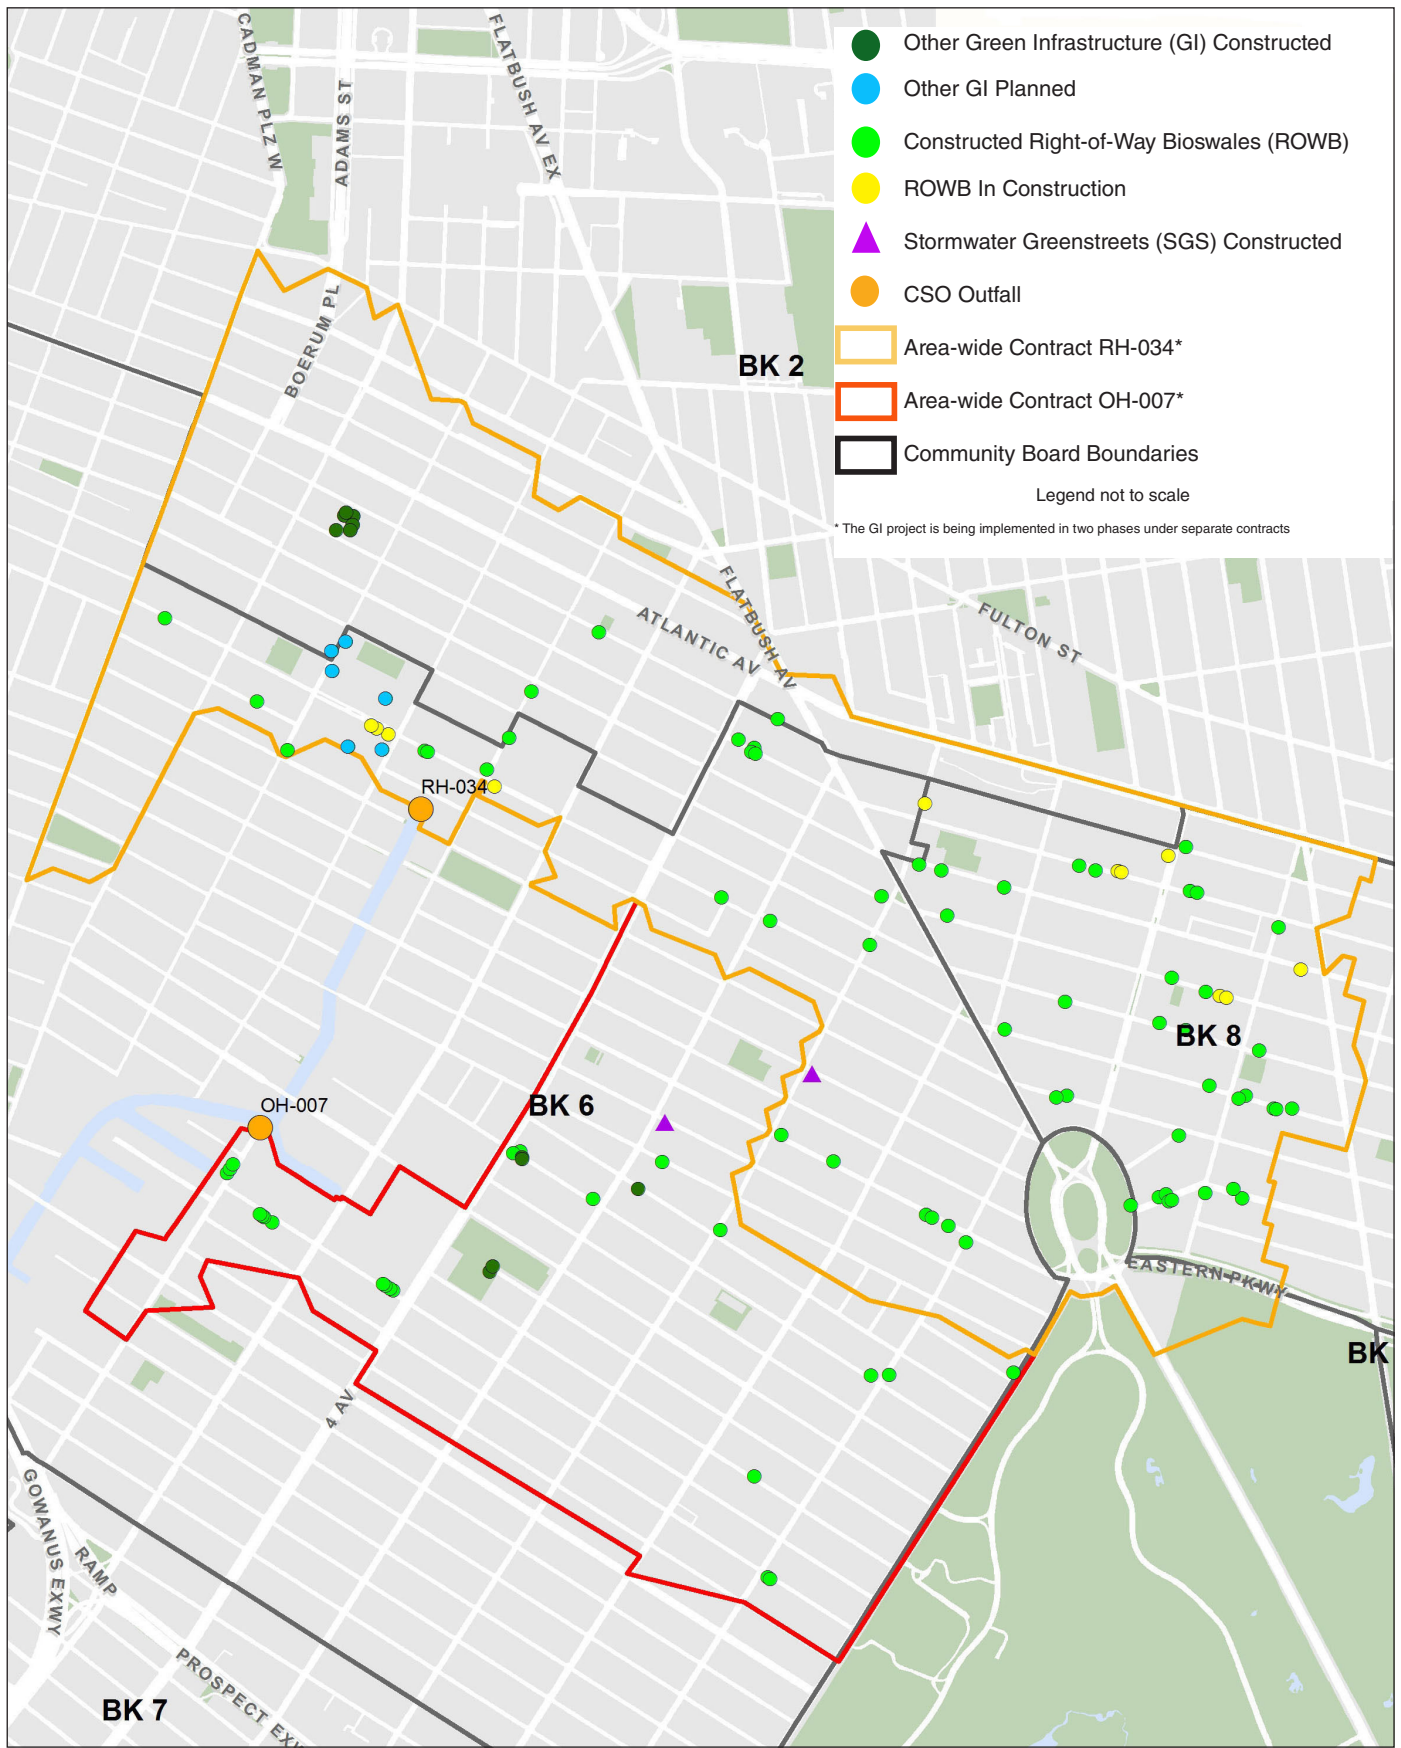 CADMAN PLZ W
ADAMS ST
FLATBUSH AV EX
Other Green Infrastructure (GI) Constructed
Other GI Planned
Constructed Right-of-Way Bioswales (ROWB)
ROWB In Construction
Stormwater Greenstreets (SGS) Constructed
CSO Outfall
Area-wide Contract RH-034*
Area-wide Contract OH-007*
Community Board Boundaries
Legend not to scale
* The GI project is being implemented in two phases under separate contracts
BOERUM PL
BK 2
FLATBUSH AV
ATLANTIC AV
FULTON ST
RH-034
BK 8
OH-007
BK 6
EASTERN PKWY
BK
4 AV
GOWANUS EXWY
RAMP
PROSPECT EXW
BK 7